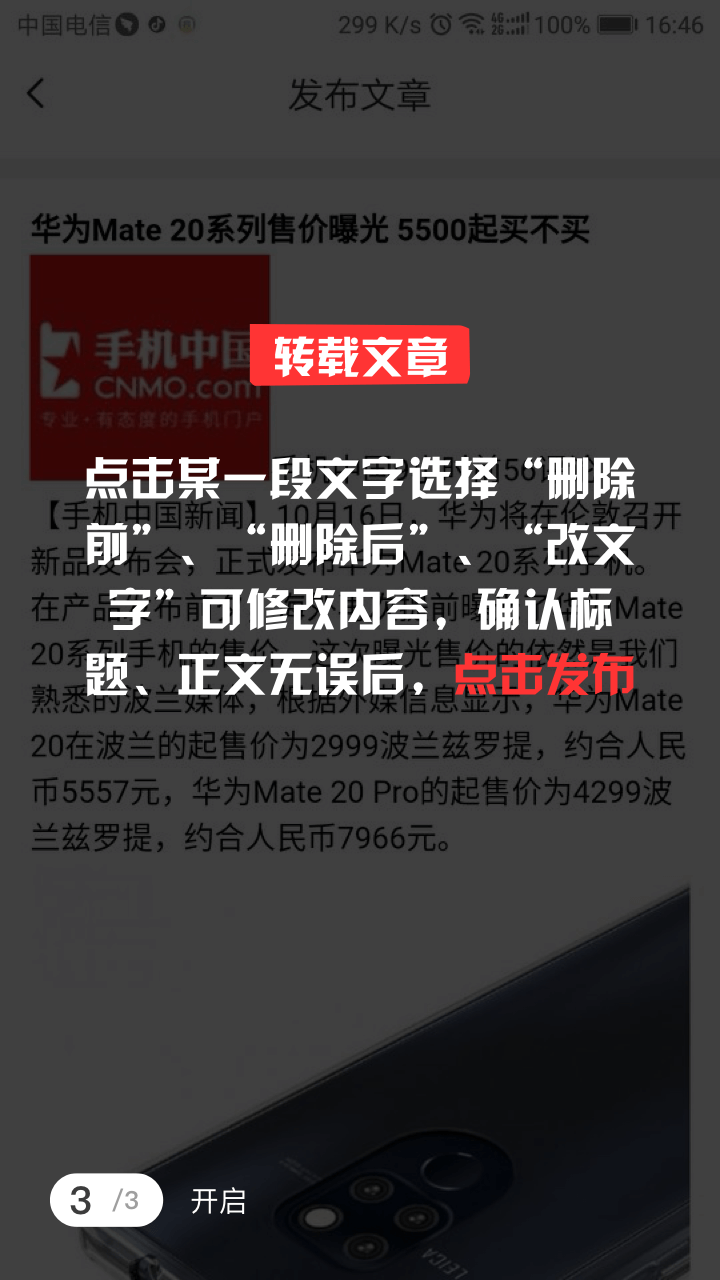 中国电信
299 K/s 4G 2G 100% 16:46
发布文章
华为Mate 20系列售价曝光 5500起买不买
手机中国
CNMO.com
专业·有态度的手机门户
转载文章
点击某一段文字选择“删除
前”、“删除后”、“改文
字”可修改内容，确认标
题、正文无误后，点击发布
【手机中国新闻】10月16日，华为将在伦敦召开
新品发布会，正式发布华为Mate 20系列手机。
在产品发布前
前曝
Mate
20系列手机的售价。这次曝光售价的依然是我们
熟悉的波兰媒体，根据外媒信息显示，华为Mate
20在波兰的起售价为2999波兰兹罗提，约合人民
币5557元，华为Mate 20 Pro的起售价为4299波
兰兹罗提，约合人民币7966元。
LEICA
3 /3 开启